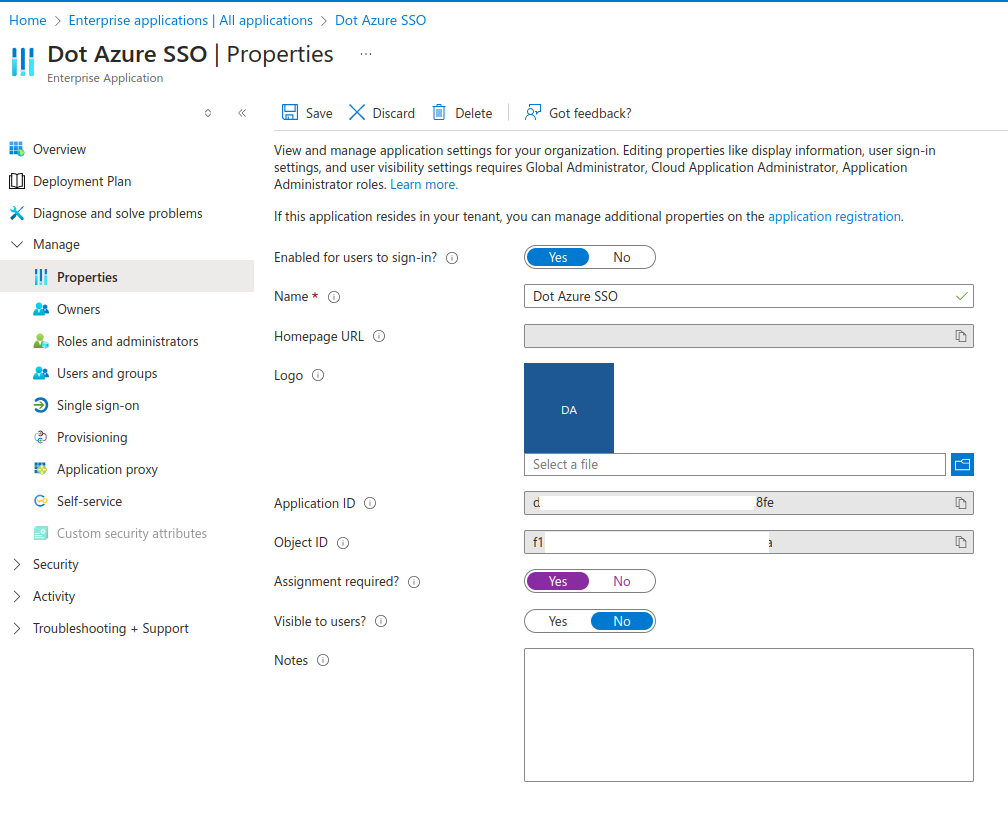 Home > Enterprise applications | All applications > Dot Azure SSO
Dot Azure SSO | Properties ...
Enterprise Application
Save Discard Delete Got feedback?
Overview
Deployment Plan
Diagnose and solve problems
Manage
Properties
Owners
Roles and administrators
Users and groups
Single sign-on
Provisioning
Application proxy
Self-service
Custom security attributes
Security
Activity
Troubleshooting + Support
View and manage application settings for your organization. Editing properties like display information, user sign-in
settings, and user visibility settings requires Global Administrator, Cloud Application Administrator, Application
Administrator roles. Learn more.
If this application resides in your tenant, you can manage additional properties on the application registration.
Enabled for users to sign-in? Yes No
Name * Dot Azure SSO
Homepage URL
Logo
DA
Select a file
Application ID d 8fe
Object ID f1 a
Assignment required? Yes No
Visible to users? Yes No
Notes